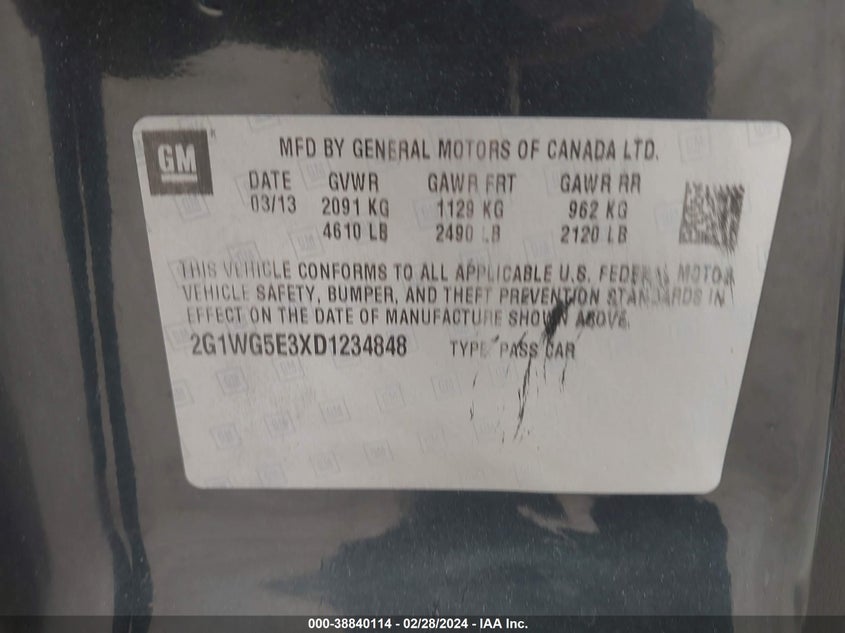 GM
MFD BY GENERAL MOTORS OF CANADA LTD.
DATE GVWR GAWR FRT GAWR RR
03/13 2091 KG 1129 KG 962 KG
4610 LB 2490 LB 2120 LB
THIS VEHICLE CONFORMS TO ALL APPLICABLE U.S. FEDERAL MOTOR
VEHICLE SAFETY, BUMPER, AND THEFT PREVENTION STANDARDS IN
EFFECT ON THE DATE OF MANUFACTURE SHOWN ABOVE.
2G1WG5E3XD1234848 TYPE: PASS CAR
000-38840114 - 02/28/2024 - IAA Inc.